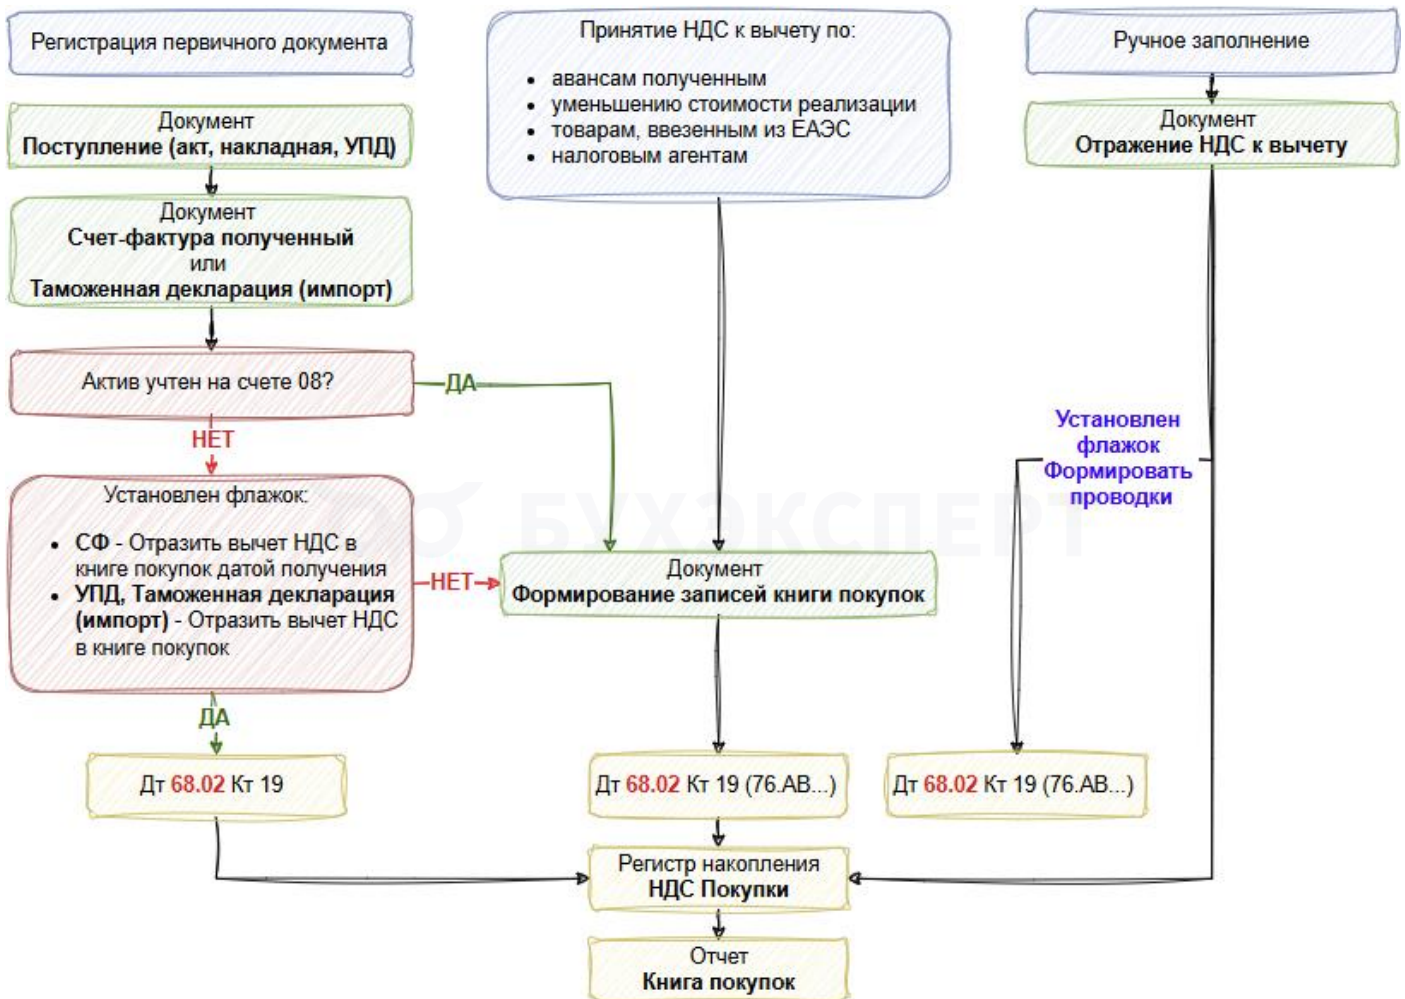 Регистрация первичного документа
Документ
Поступление (акт, накладная, УПД)
Документ
Счет-фактура полученный
или
Таможенная декларация (импорт)
Актив учтен на счете 08?
ДА
НЕТ
Установлен флажок:
• СФ - Отразить вычет НДС в
книге покупок датой получения
• УПД, Таможенная декларация
(импорт) - Отразить вычет НДС
в книге покупок
НЕТ
ДА
Дт 68.02 Кт 19
Принятие НДС к вычету по:
• авансам полученным
• уменьшению стоимости реализации
• товарам, ввезенным из ЕАЭС
• налоговым агентам
БУХЭКСПЕРТ
Документ
Формирование записей книги покупок
Дт 68.02 Кт 19 (76.АВ...)
Регистр накопления
НДС Покупки
Отчет
Книга покупок
Ручное заполнение
Документ
Отражение НДС к вычету
Установлен
флажок
Формировать
проводки
Дт 68.02 Кт 19 (76.АВ...)